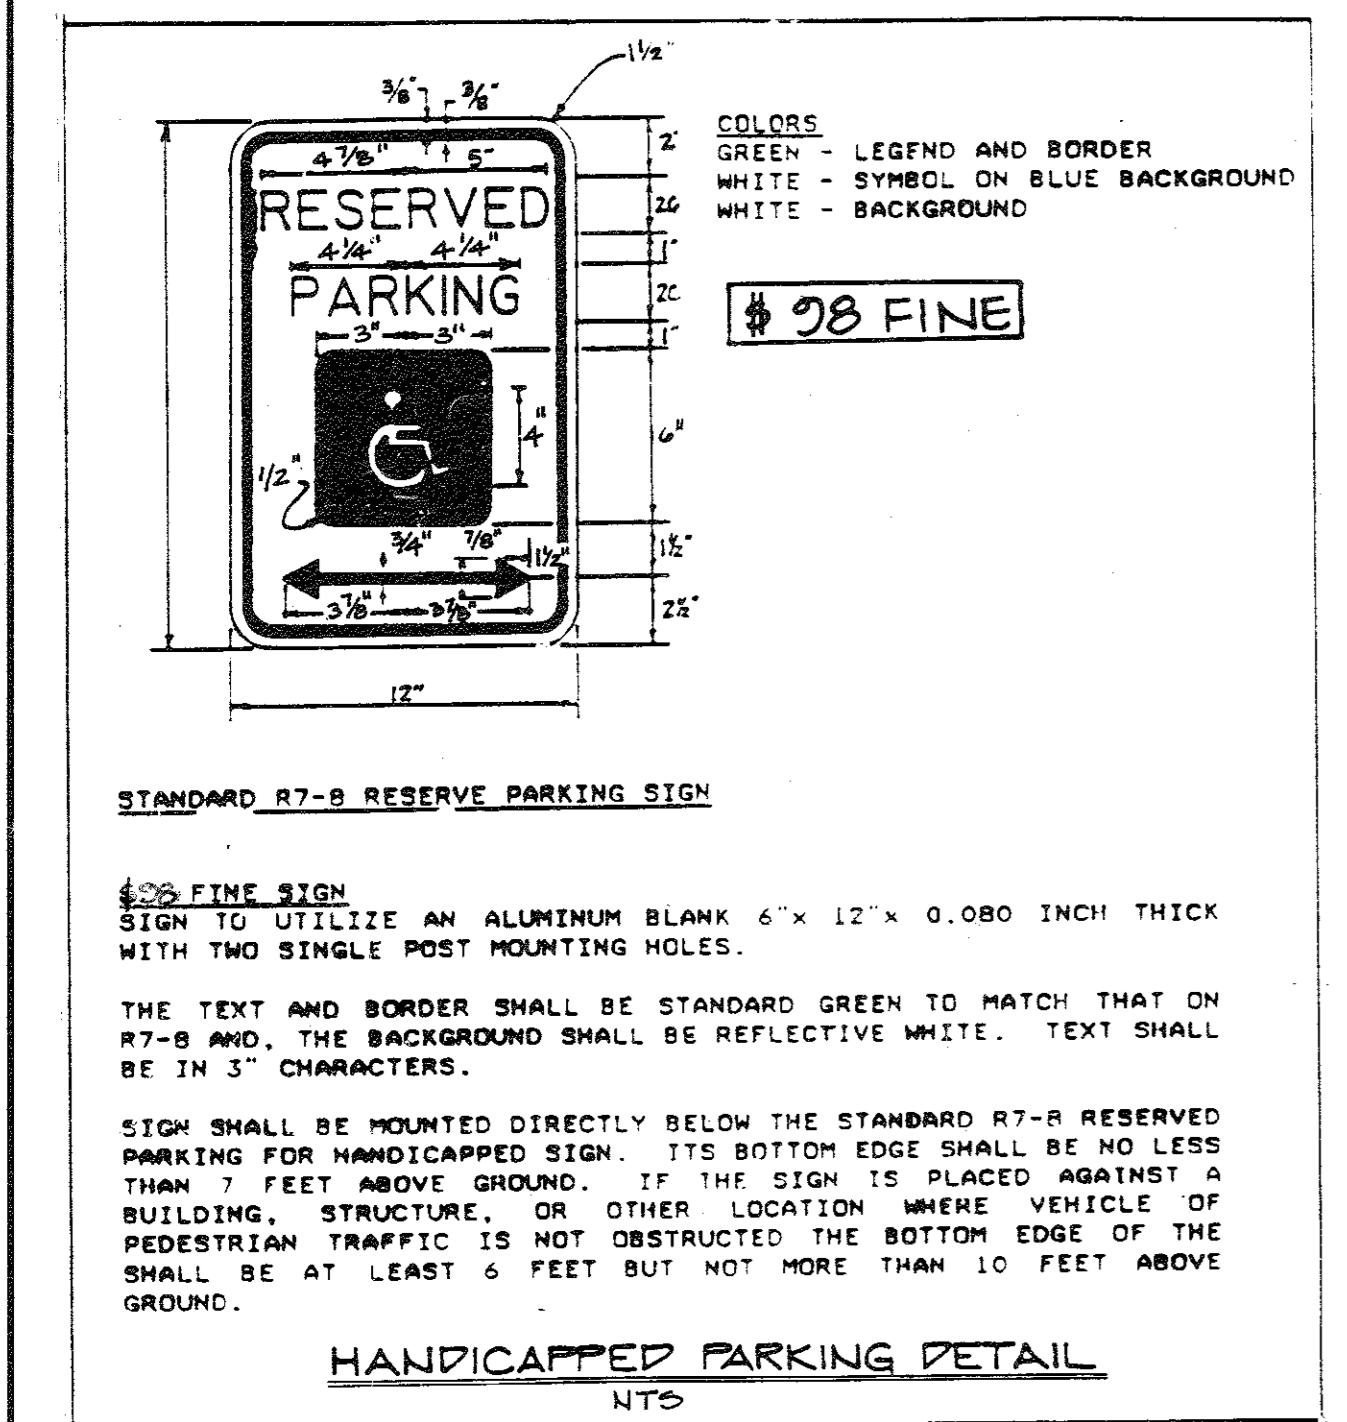 1½"
3/8" 3/8"
4 7/8" 5"
RESERVED
4 1/4" 4 1/4"
PARKING
3" 3"
4"
1/2"
3/4" 7/8" 1½"
3 7/8" 3 7/8"
12"
2"
2C
1"
2C
1"
6"
1½"
2½"
COLORS
GREEN - LEGEND AND BORDER
WHITE - SYMBOL ON BLUE BACKGROUND
WHITE - BACKGROUND
$ 98 FINE
STANDARD R7-8 RESERVE PARKING SIGN
$98 FINE SIGN
SIGN TO UTILIZE AN ALUMINUM BLANK 6"x 12"x 0.080 INCH THICK
WITH TWO SINGLE POST MOUNTING HOLES.
THE TEXT AND BORDER SHALL BE STANDARD GREEN TO MATCH THAT ON
R7-8 AND, THE BACKGROUND SHALL BE REFLECTIVE WHITE. TEXT SHALL
BE IN 3" CHARACTERS.
SIGN SHALL BE MOUNTED DIRECTLY BELOW THE STANDARD R7-8 RESERVED
PARKING FOR HANDICAPPED SIGN. ITS BOTTOM EDGE SHALL BE NO LESS
THAN 7 FEET ABOVE GROUND. IF THE SIGN IS PLACED AGAINST A
BUILDING, STRUCTURE, OR OTHER LOCATION WHERE VEHICLE OF
PEDESTRIAN TRAFFIC IS NOT OBSTRUCTED THE BOTTOM EDGE OF THE
SHALL BE AT LEAST 6 FEET BUT NOT MORE THAN 10 FEET ABOVE
GROUND.
HANDICAPPED PARKING DETAIL
NTS